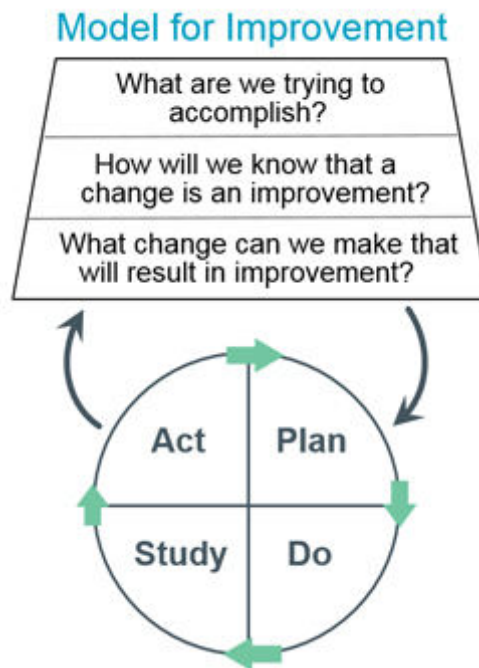 Model for Improvement
What are we trying to
accomplish?
How will we know that a
change is an improvement?
What change can we make that
will result in improvement?
Act
Plan
Study
Do